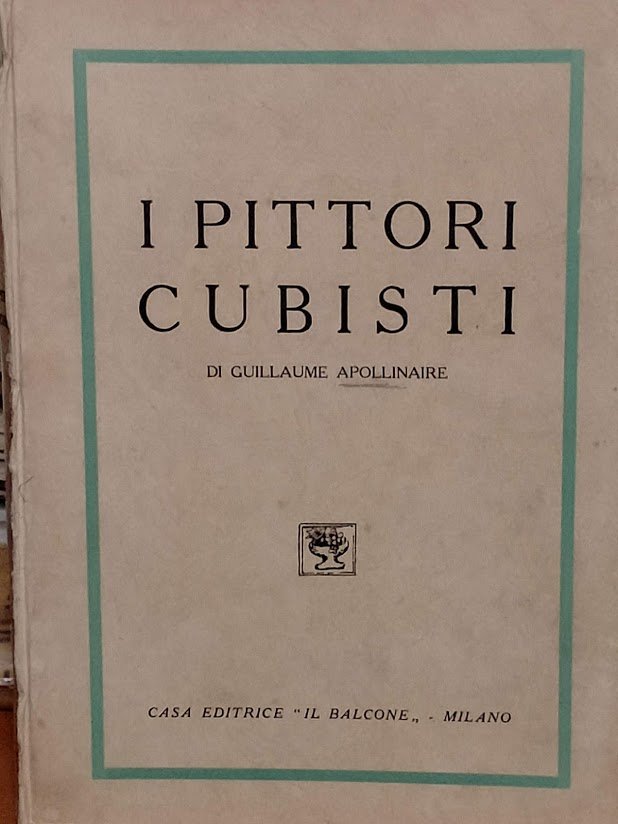 I PITTORI
CUBISTI
DI GUILLAUME APOLLINAIRE
CASA EDITRICE "IL BALCONE„ - MILANO